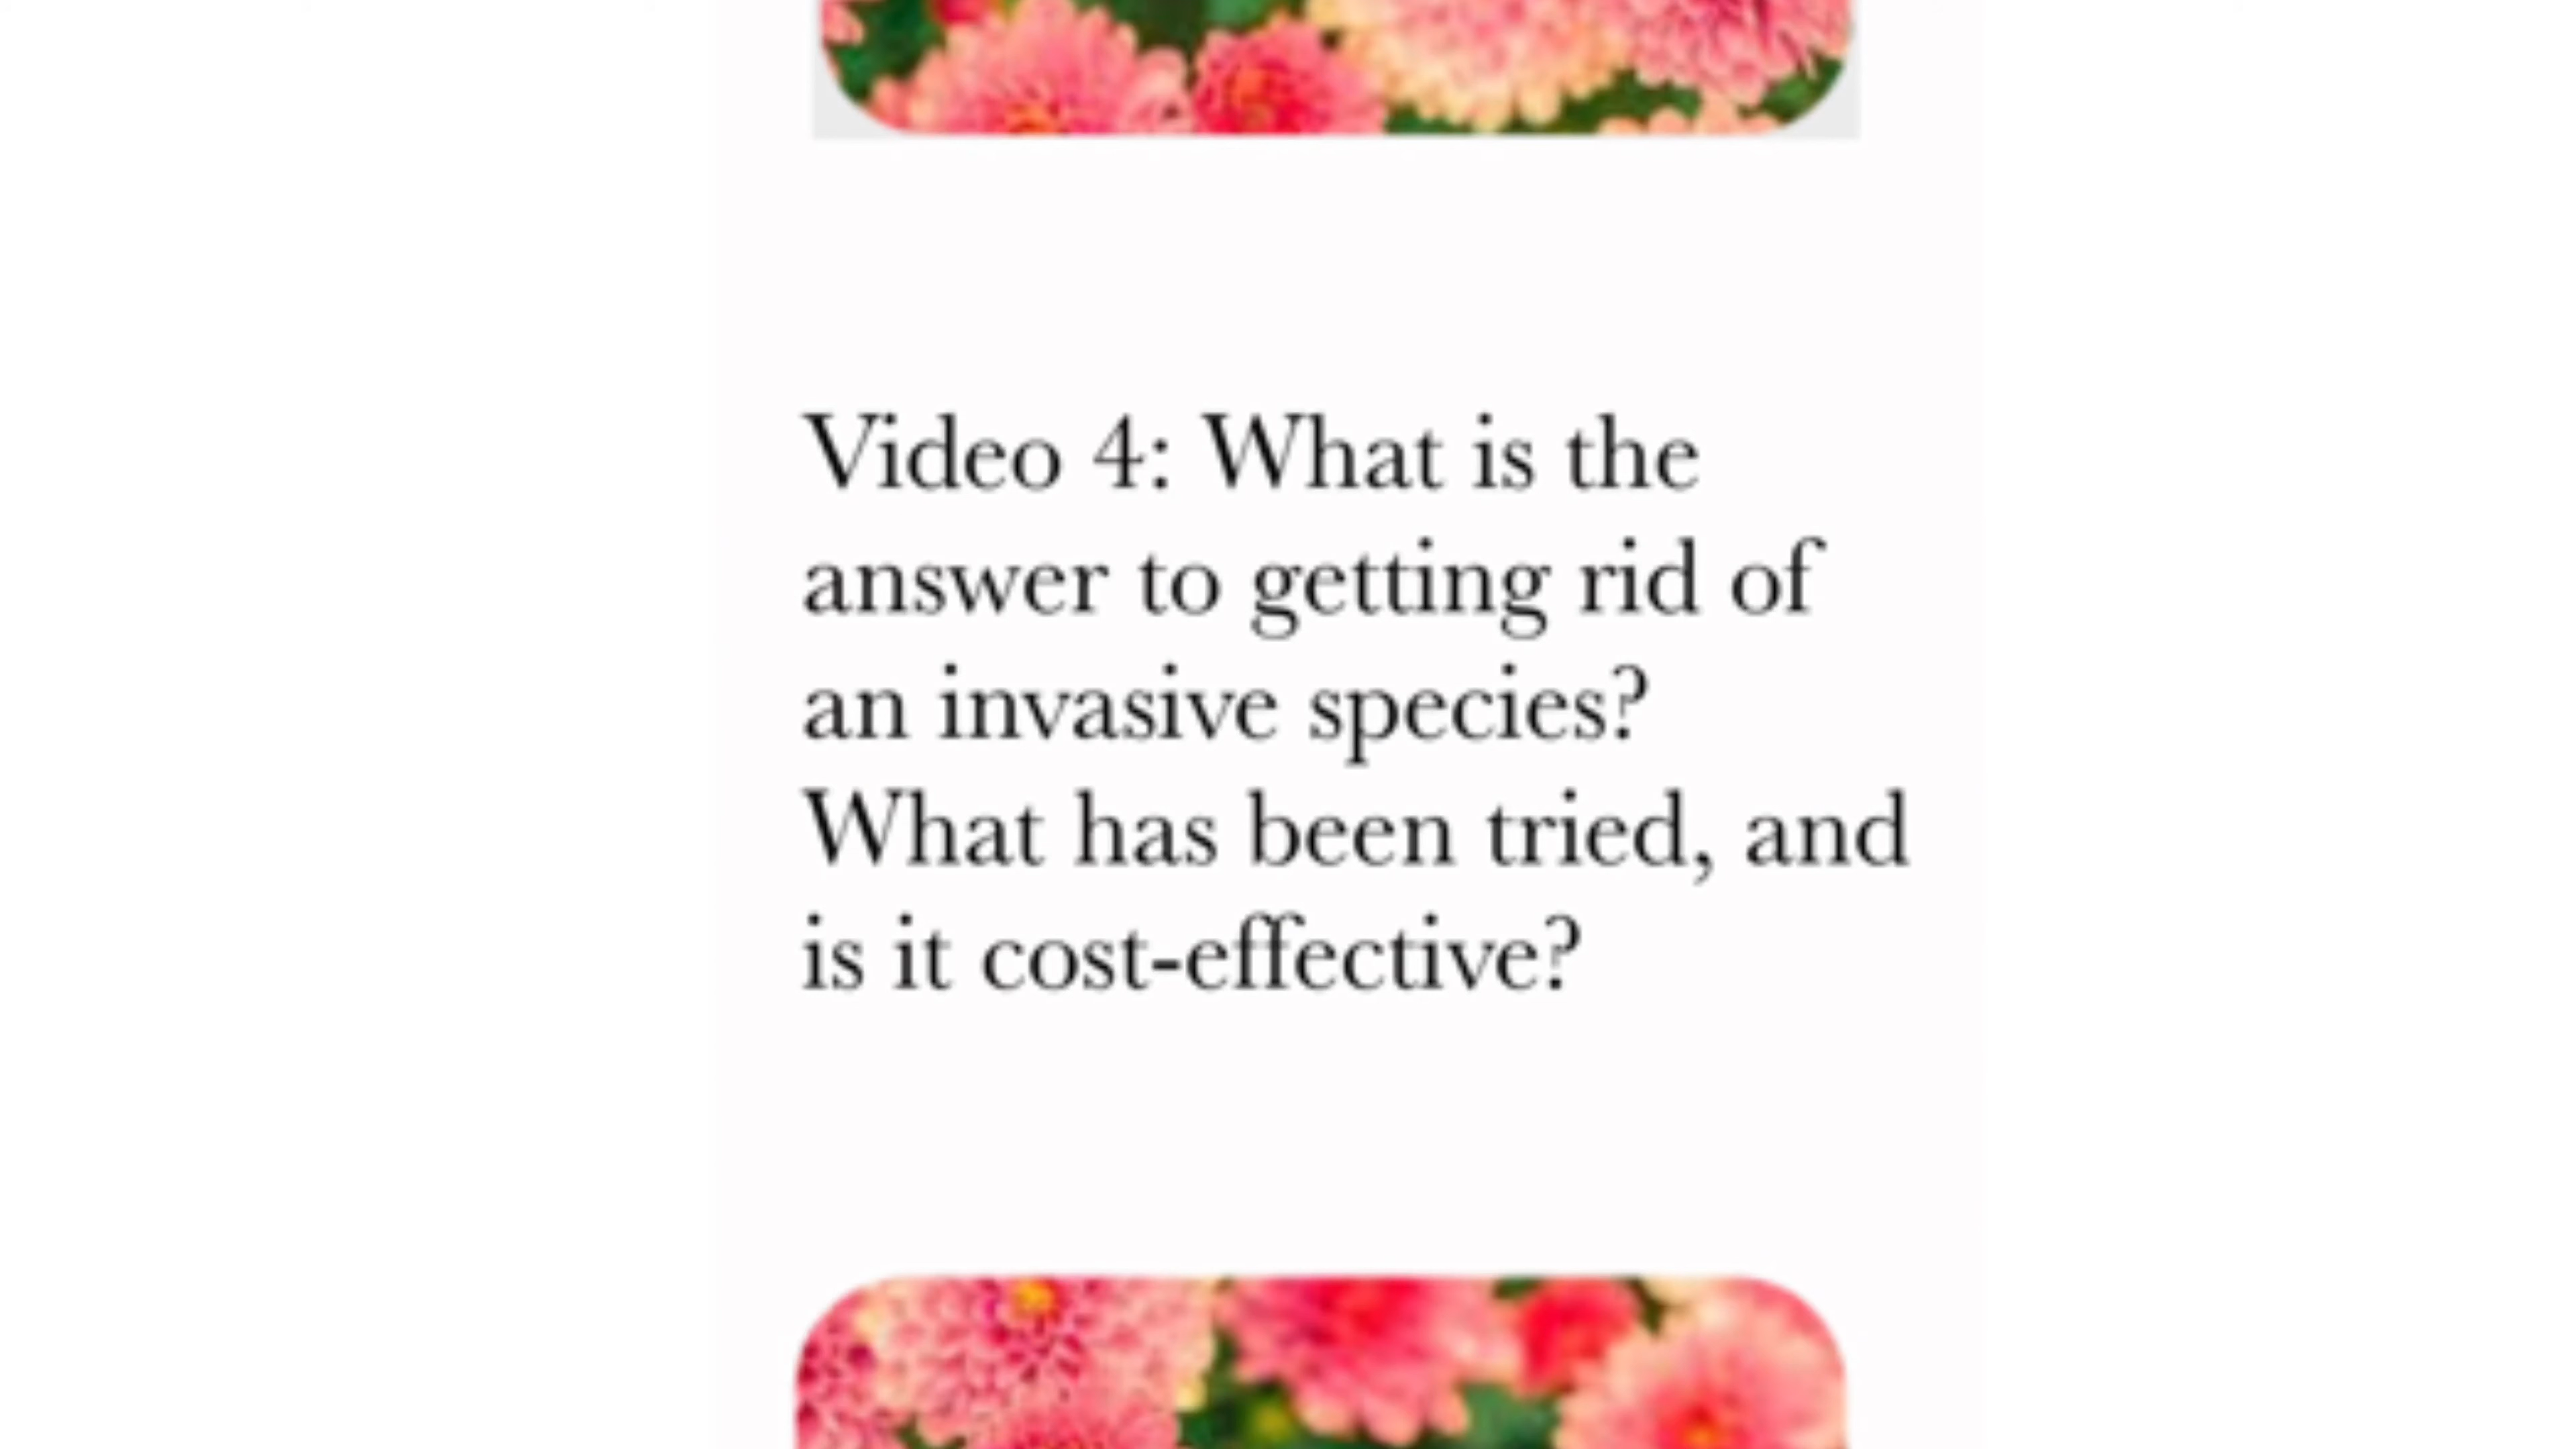 Video 4: What is the
answer to getting rid of
an invasive species?
What has been tried, and
is it cost-effective?